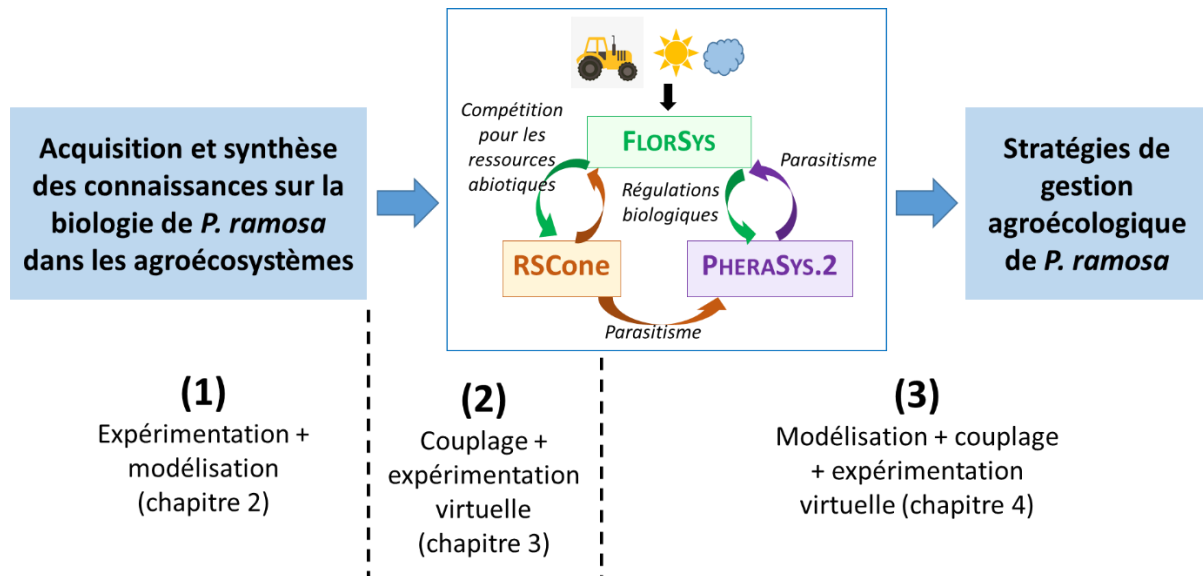 Acquisition et synthèse
des connaissances sur la
biologie de P. ramosa
dans les agroécosystèmes
Compétition
pour les
ressources
abiotiques
FLORSYS
Parasitisme
Régulations
biologiques
RSCone
PHERASYS.2
Parasitisme
Stratégies de
gestion
agroécologique
de P. ramosa
(1)
Expérimentation +
modélisation
(chapitre 2)
(2)
Couplage +
expérimentation
virtuelle
(chapitre 3)
(3)
Modélisation + couplage
+ expérimentation
virtuelle (chapitre 4)